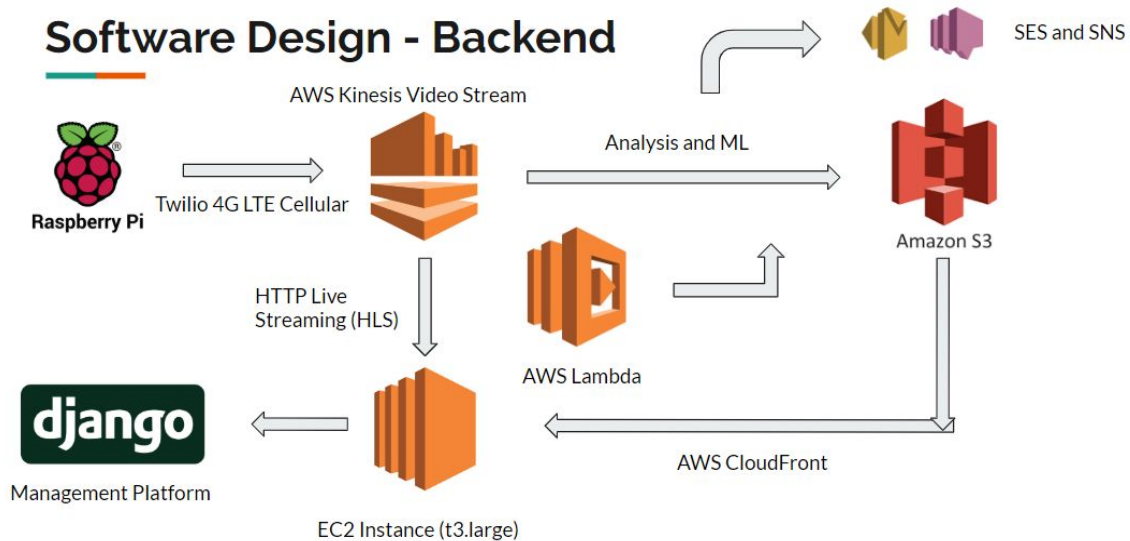 Software Design - Backend
SES and SNS
AWS Kinesis Video Stream
Analysis and ML
®
Raspberry Pi
Twilio 4G LTE Cellular
Amazon S3
HTTP Live
Streaming (HLS)
AWS Lambda
django
AWS CloudFront
Management Platform
EC2 Instance (t3.large)